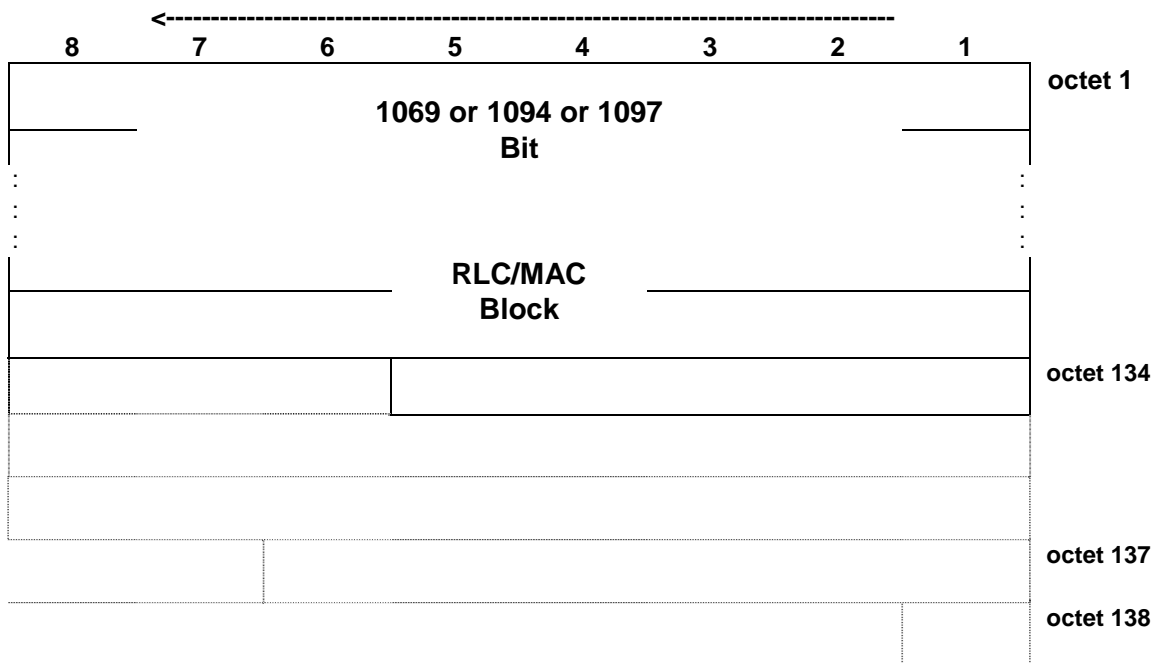 <---------------------------------------------------------------------------------
8 7 6 5 4 3 2 1
octet 1
1069 or 1094 or 1097
Bit
: :
: :
: :
RLC/MAC
Block
octet 134
octet 137
octet 138